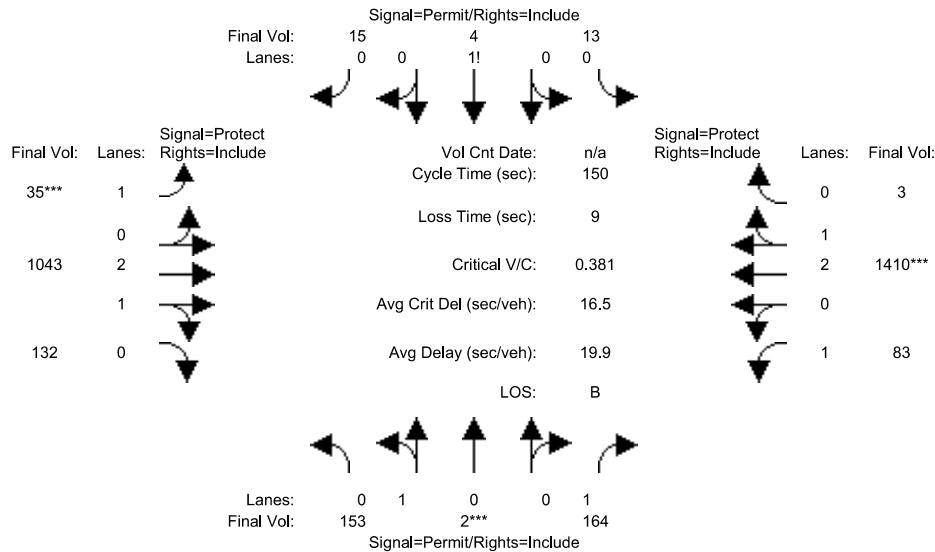 Signal=Permit/Rights=Include
Final Vol: 15 4 13
Lanes: 0 0 1! 0 0
Signal=Protect
Final Vol: Lanes: Rights=Include
Vol Cnt Date: n/a
Signal=Protect
Rights=Include Lanes: Final Vol:
Cycle Time (sec): 150
35*** 1
0 3
Loss Time (sec): 9
0
1
1043 2
Critical V/C: 0.381
2 1410***
1
Avg Crit Del (sec/veh): 16.5
0
132 0
Avg Delay (sec/veh): 19.9
1 83
LOS: B
Lanes: 0 1 0 0 1
Final Vol: 153 2*** 164
Signal=Permit/Rights=Include